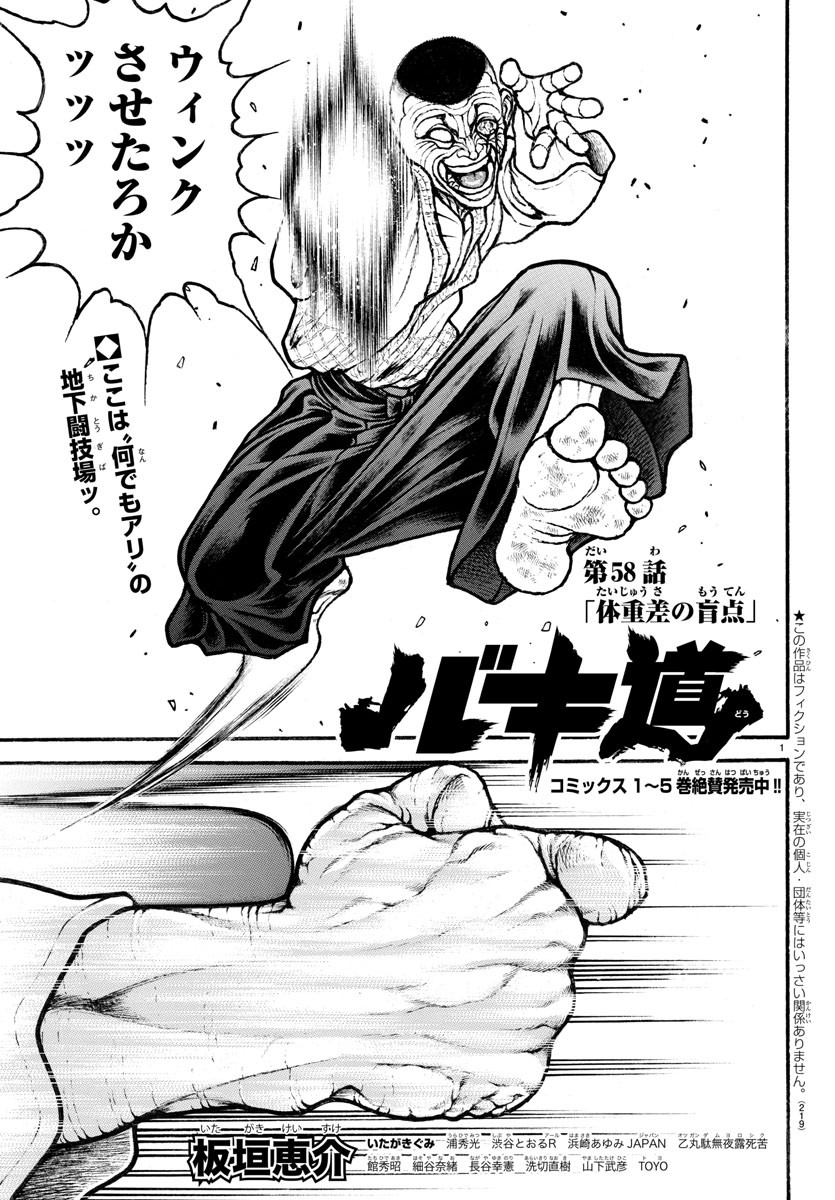 ウィンク
させたろか
ッッッ
◆ここは〝何でもアリ〟の
地下闘技場ッ。
第58話
「体重差の盲点」
バキ道
コミックス1〜5巻絶賛発売中!!
1
★この作品はフィクションであり、実在の個人・団体等にはいっさい関係ありません。
(219)
板垣恵介
いたがきぐみ 浦秀光 渋谷とおるR 浜崎あゆみJAPAN 乙丸駄無夜露死苦
館秀昭 細谷奈緒 長谷幸憲 洗切直樹 山下武彦 TOYO